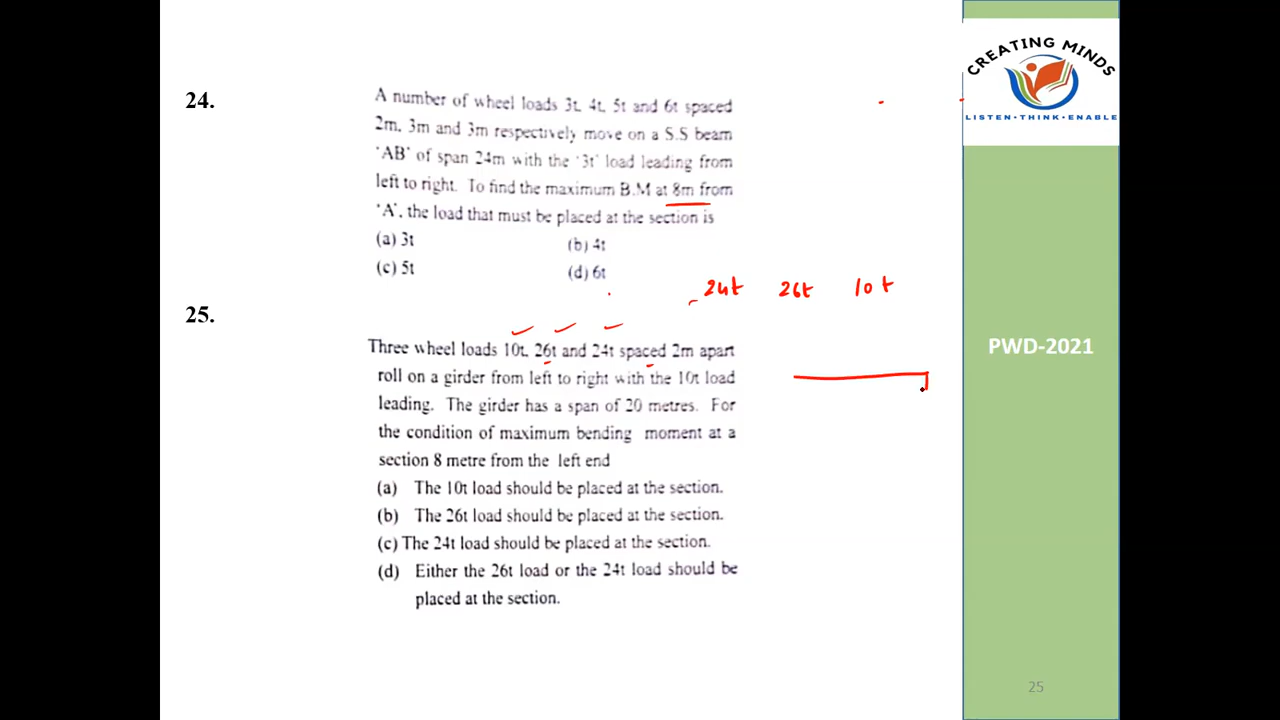 CREATING MINDS
LISTEN·THINK·ENABLE
24.
A number of wheel loads 3t, 4t, 5t and 6t spaced
2m, 3m and 3m respectively move on a S.S beam
'AB' of span 24m with the '3t' load leading from
left to right. To find the maximum B.M at 8m from
'A', the load that must be placed at the section is
(a) 3t (b) 4t
(c) 5t (d) 6t
24t 26t 10t
25.
Three wheel loads 10t, 26t and 24t spaced 2m apart
roll on a girder from left to right with the 10t load
leading. The girder has a span of 20 metres. For
the condition of maximum bending moment at a
section 8 metre from the left end
(a) The 10t load should be placed at the section.
(b) The 26t load should be placed at the section.
(c) The 24t load should be placed at the section.
(d) Either the 26t load or the 24t load should be
placed at the section.
PWD-2021
25